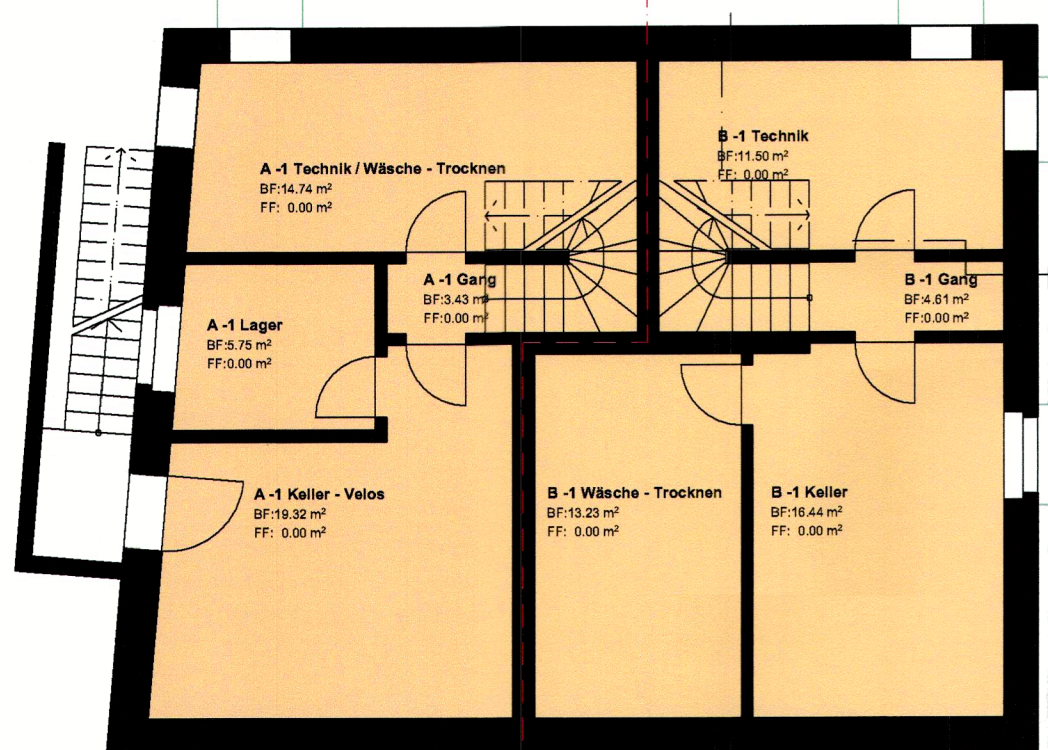 A -1 Technik / Wäsche - Trocknen
BF:14.74 m²
FF: 0.00 m²
B -1 Technik
BF:11.50 m²
FF: 0.00 m²
A -1 Gang
BF:3.43 m²
FF:0.00 m²
B -1 Gang
BF:4.61 m²
FF:0.00 m²
A -1 Lager
BF:5.75 m²
FF:0.00 m²
A -1 Keller - Velos
BF:19.32 m²
FF: 0.00 m²
B -1 Wäsche - Trocknen
BF:13.23 m²
FF: 0.00 m²
B -1 Keller
BF:16.44 m²
FF: 0.00 m²